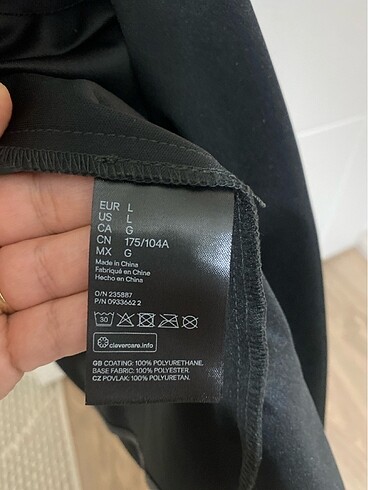 EUR L
US L
CA G
CN 175/104A
MX G
Made in China
Fabriqué en Chine
Hecho en China
O/N 235887
P/N 0933662 2
30
clevercare.info
GB COATING: 100% POLYURETHANE.
BASE FABRIC: 100% POLYESTER.
CZ POVLAK: 100% POLYURETAN.